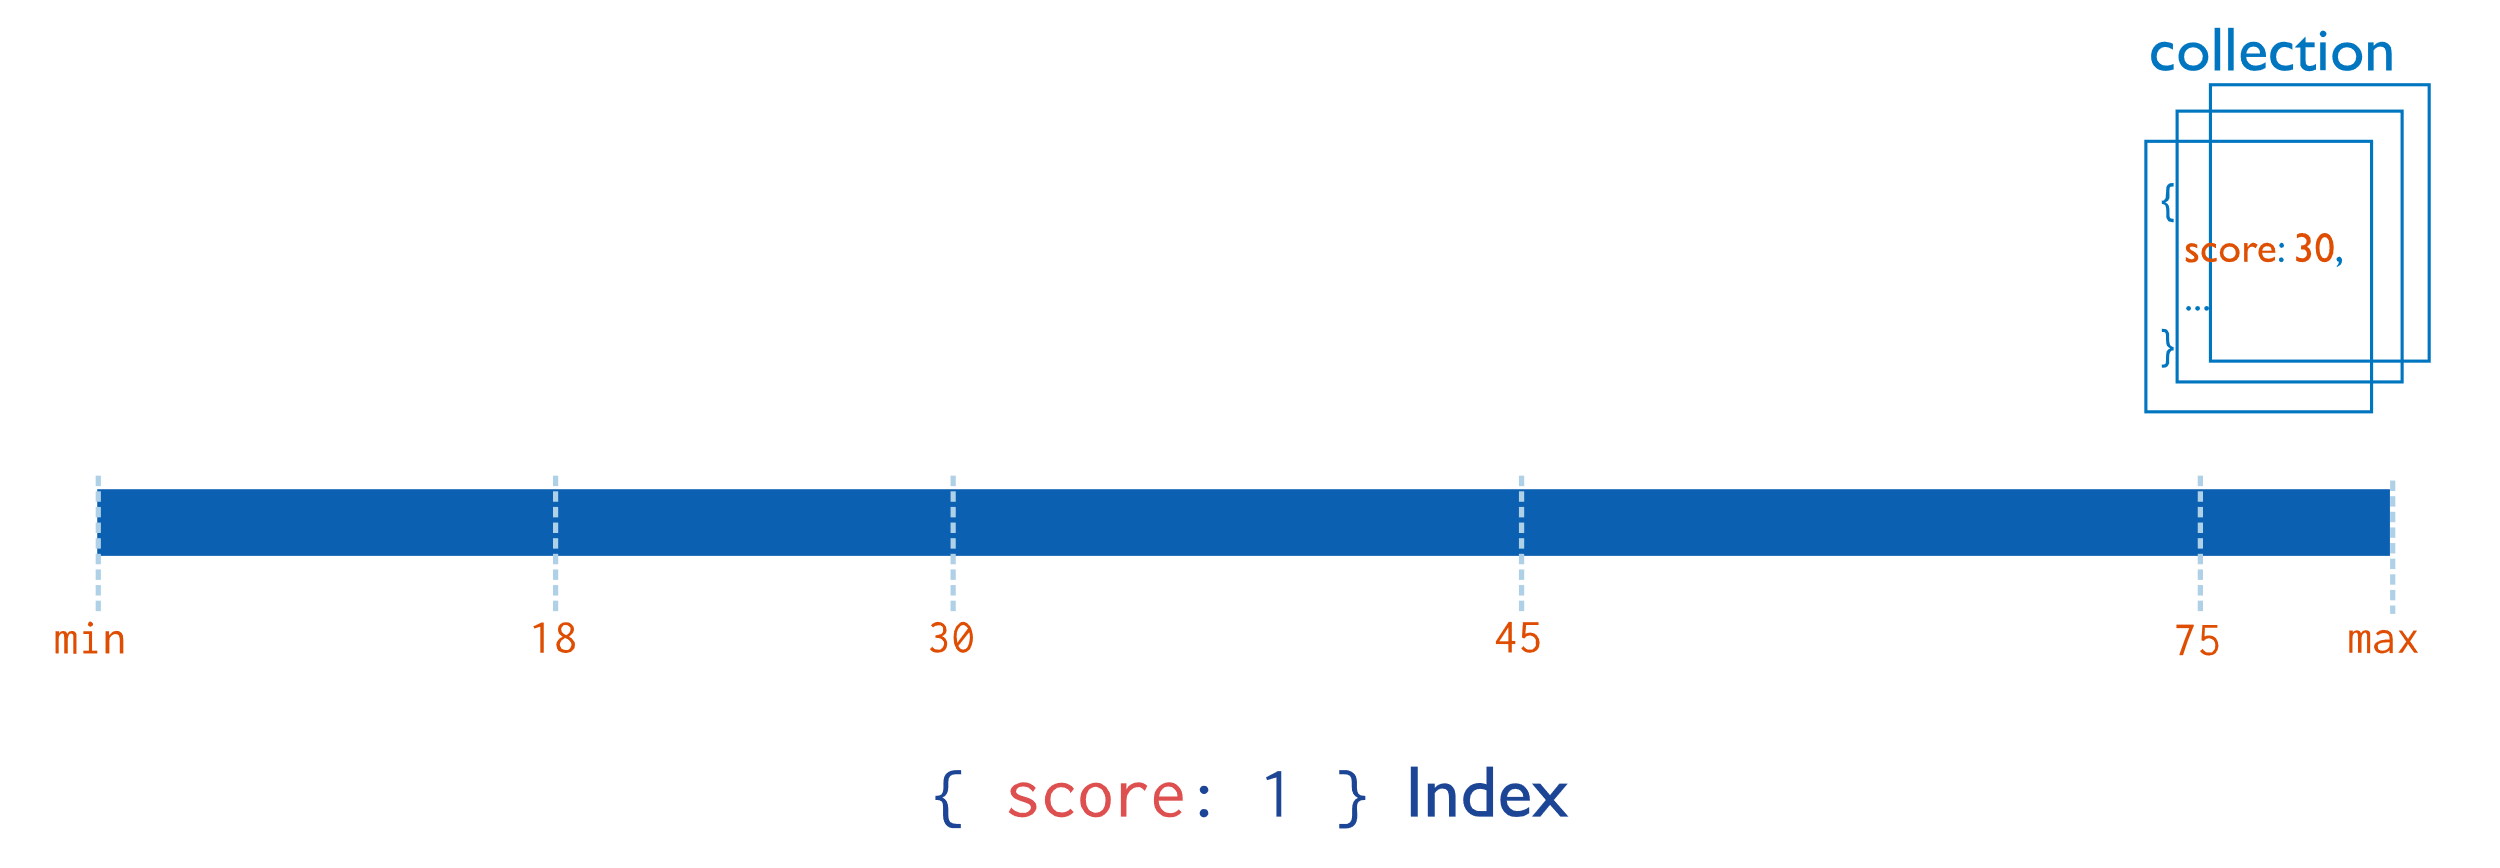 collection
{
score: 30,
...
}
min 18 30 45 75 max
{ score: 1 } Index